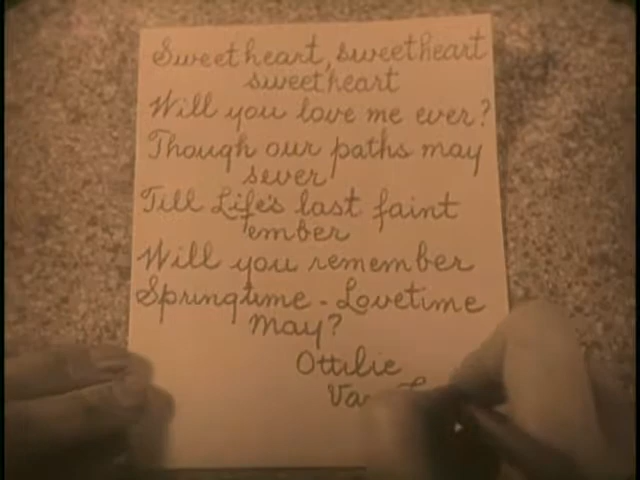 Sweetheart, sweetheart
sweetheart
Will you love me ever?
Though our paths may
sever
Till Life's last faint
ember
Will you remember
Springtime - Lovetime
May?
Ottilie